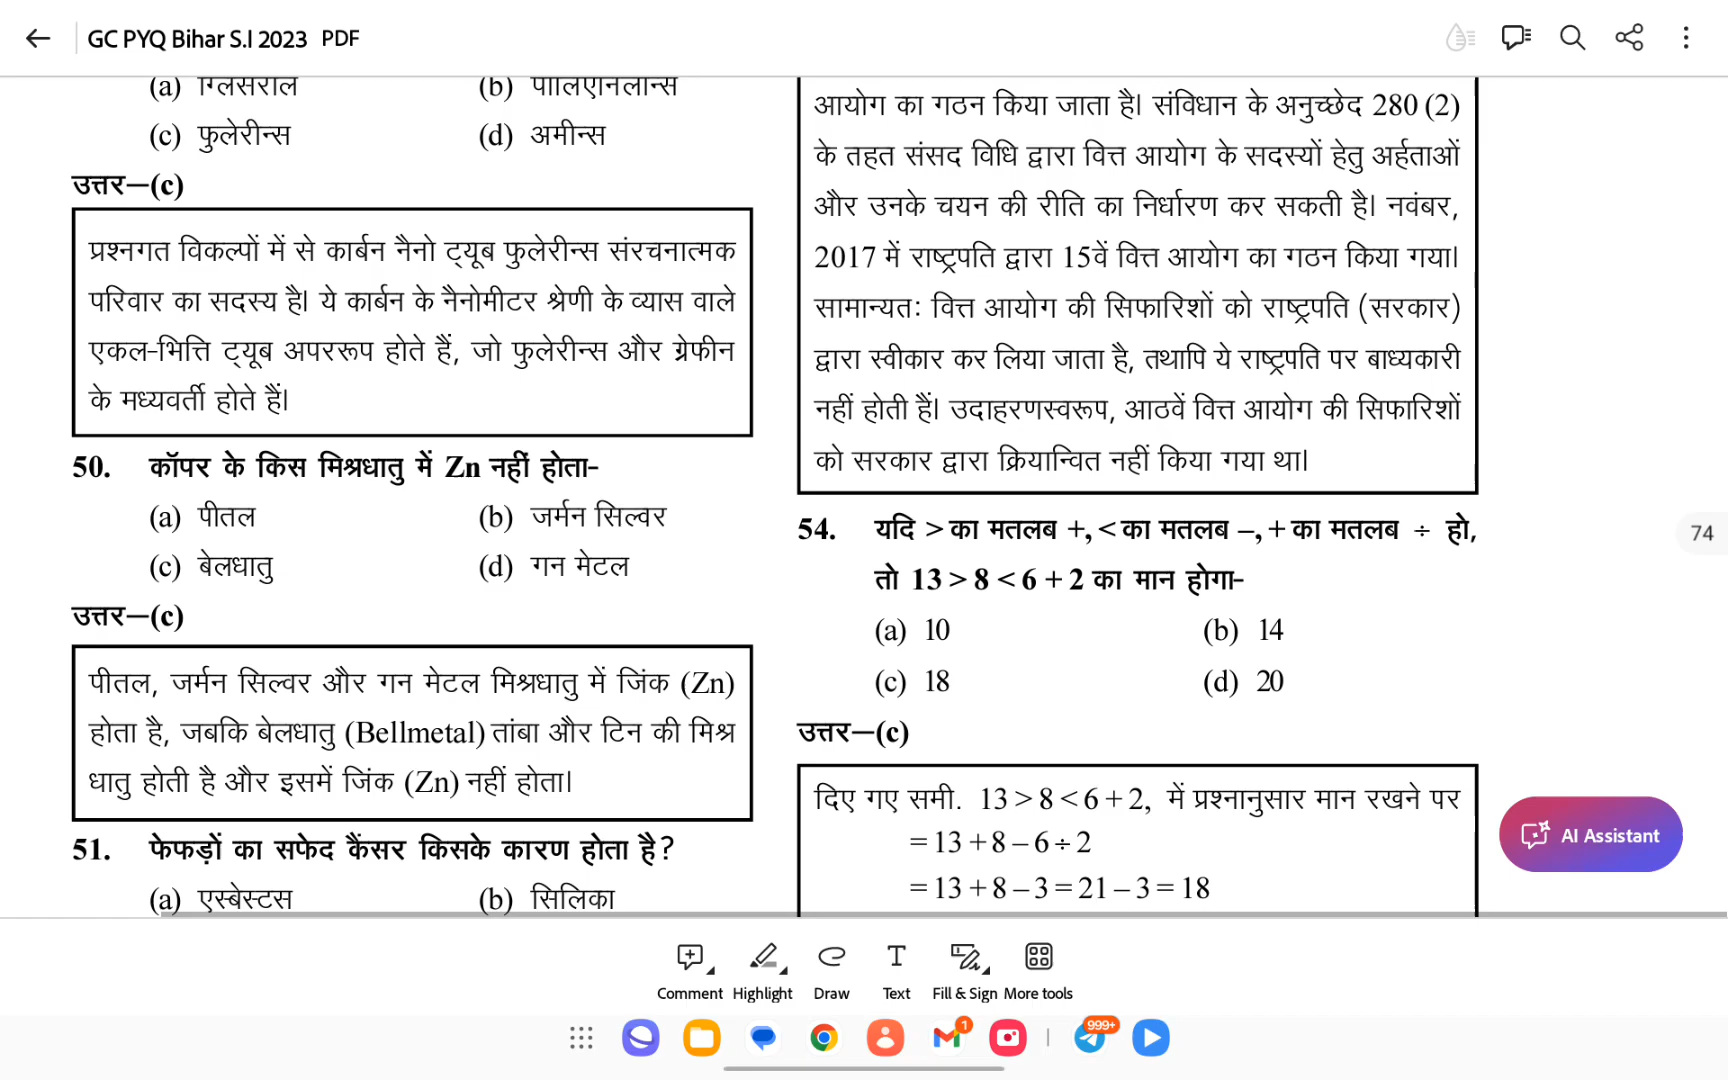 GC PYQ Bihar S.I 2023 PDF
(a) ग्लिसरॉल (b) पॉलिएनिलीन्स
(c) फुलेरीन्स (d) अमीन्स
उत्तर—(c)
प्रश्नगत विकल्पों में से कार्बन नैनो ट्यूब फुलेरीन्स संरचनात्मक
परिवार का सदस्य है। ये कार्बन के नैनोमीटर श्रेणी के व्यास वाले
एकल-भित्ति ट्यूब अपररूप होते हैं, जो फुलेरीन्स और ग्रेफीन
के मध्यवर्ती होते हैं।
50. कॉपर के किस मिश्रधातु में Zn नहीं होता-
(a) पीतल (b) जर्मन सिल्वर
(c) बेलधातु (d) गन मेटल
उत्तर—(c)
पीतल, जर्मन सिल्वर और गन मेटल मिश्रधातु में जिंक (Zn)
होता है, जबकि बेलधातु (Bellmetal) तांबा और टिन की मिश्र
धातु होती है और इसमें जिंक (Zn) नहीं होता।
51. फेफड़ों का सफेद कैंसर किसके कारण होता है?
(a) एस्बेस्टस (b) सिलिका
आयोग का गठन किया जाता है। संविधान के अनुच्छेद 280 (2)
के तहत संसद विधि द्वारा वित्त आयोग के सदस्यों हेतु अर्हताओं
और उनके चयन की रीति का निर्धारण कर सकती है। नवंबर,
2017 में राष्ट्रपति द्वारा 15वें वित्त आयोग का गठन किया गया।
सामान्यतः वित्त आयोग की सिफारिशों को राष्ट्रपति (सरकार)
द्वारा स्वीकार कर लिया जाता है, तथापि ये राष्ट्रपति पर बाध्यकारी
नहीं होती हैं। उदाहरणस्वरूप, आठवें वित्त आयोग की सिफारिशों
को सरकार द्वारा क्रियान्वित नहीं किया गया था।
54. यदि > का मतलब +, < का मतलब –, + का मतलब ÷ हो,
तो 13 > 8 < 6 + 2 का मान होगा-
(a) 10 (b) 14
(c) 18 (d) 20
उत्तर—(c)
दिए गए समी. 13 > 8 < 6 + 2, में प्रश्नानुसार मान रखने पर
= 13 + 8 – 6 ÷ 2
= 13 + 8 – 3 = 21 – 3 = 18
74
AI Assistant
Comment Highlight Draw Text Fill & Sign More tools
1 999+